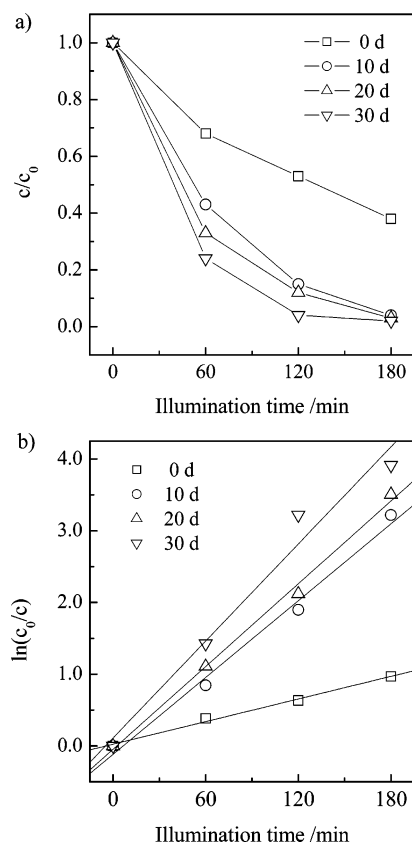 a)
1.0
0.8
0.6
0.4
0.2
0.0
c/c₀
0 d
10 d
20 d
30 d
0
60
120
180
Illumination time /min
b)
4.0
3.0
2.0
1.0
0.0
ln(c₀/c)
0 d
10 d
20 d
30 d
0
60
120
180
Illumination time /min